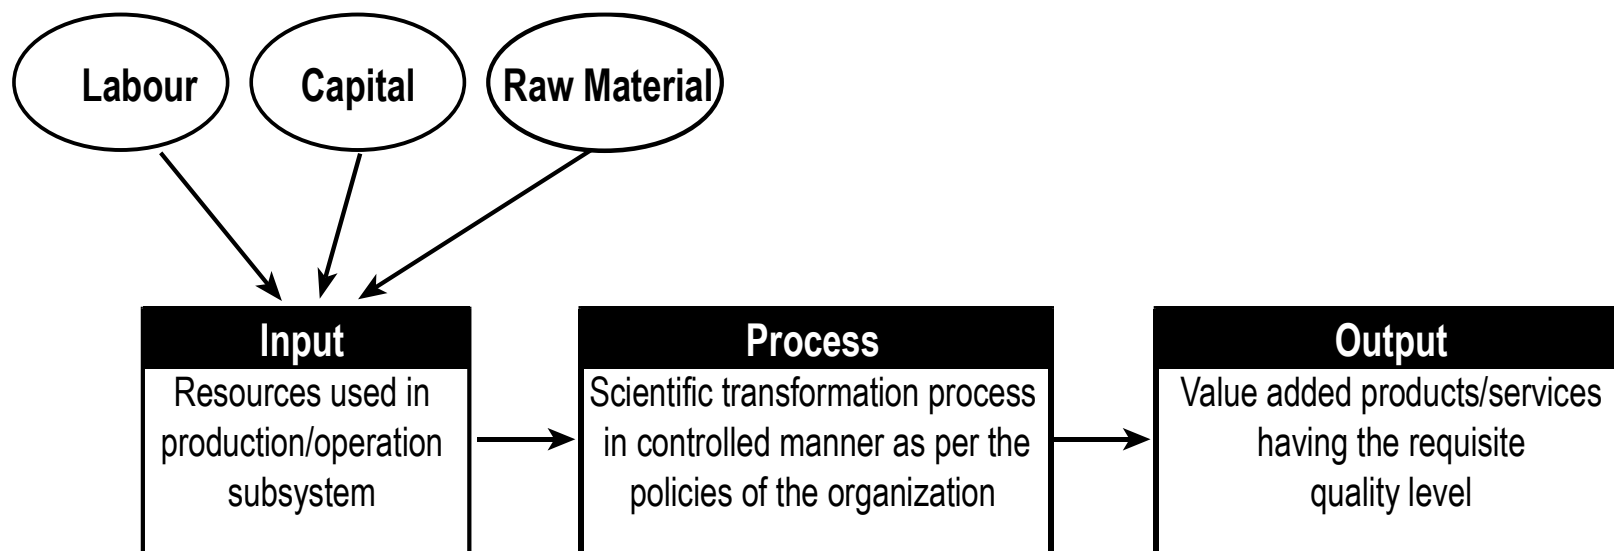 Labour
Capital
Raw Material
Input
Resources used in
production/operation
subsystem
Process
Scientific transformation process
in controlled manner as per the
policies of the organization
Output
Value added products/services
having the requisite
quality level